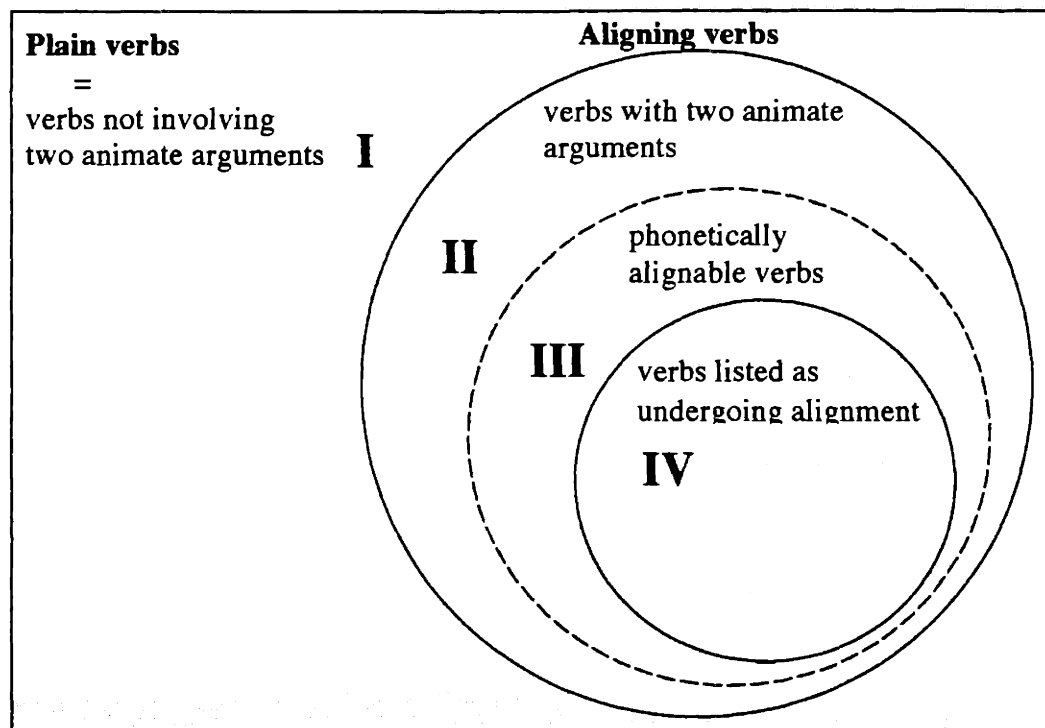 Plain verbs
=
verbs not involving
two animate arguments
I
Aligning verbs
verbs with two animate
arguments
II
phonetically
alignable verbs
III
verbs listed as
undergoing alignment
IV